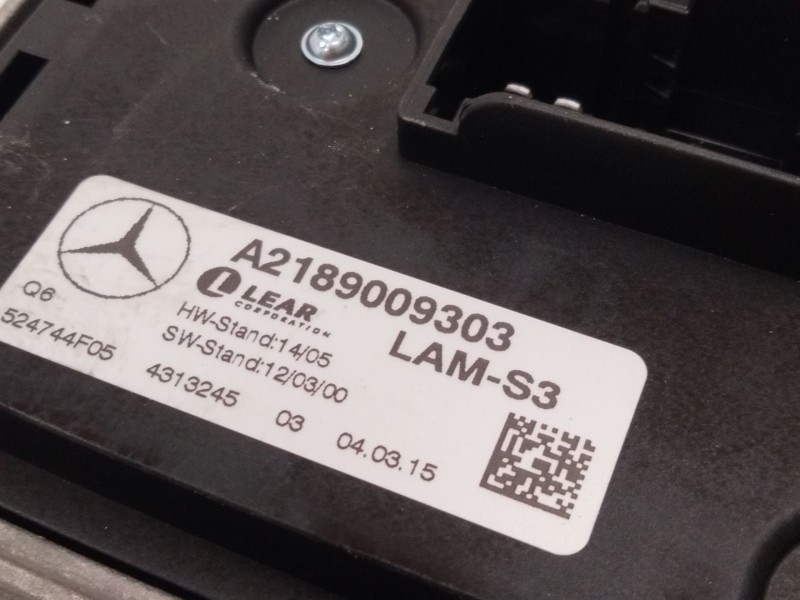 A2189009303
LEAR
CORPORATION
LAM-S3
HW-Stand:14/05
SW-Stand:12/03/00
Q6
524744F05
4313245 03 04.03.15